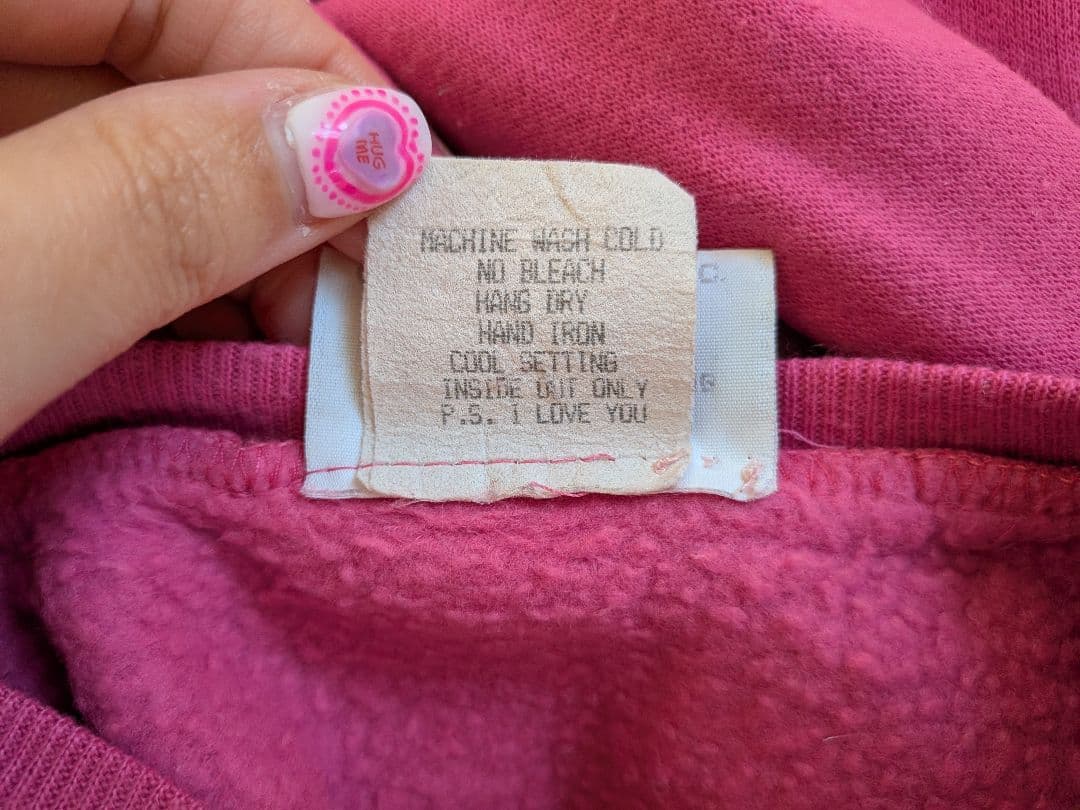 HUG
ME
MACHINE WASH COLD
NO BLEACH
HANG DRY
HAND IRON
COOL SETTING
INSIDE OUT ONLY
P.S. I LOVE YOU